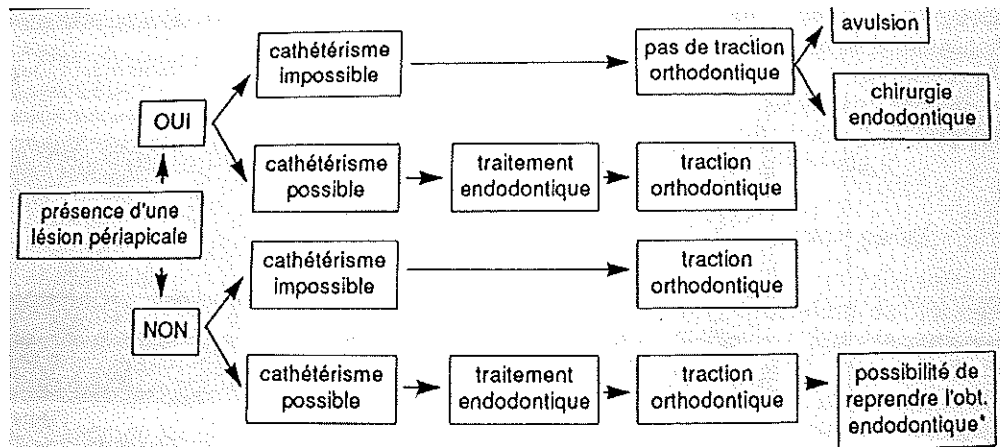 avulsion
cathétérisme
impossible
pas de traction
orthodontique
chirurgie
endodontique
OUI
cathétérisme
possible
traitement
endodontique
traction
orthodontique
présence d'une
lésion périapicale
cathétérisme
impossible
traction
orthodontique
NON
cathétérisme
possible
traitement
endodontique
traction
orthodontique
possibilité de
reprendre l'obt.
endodontique*